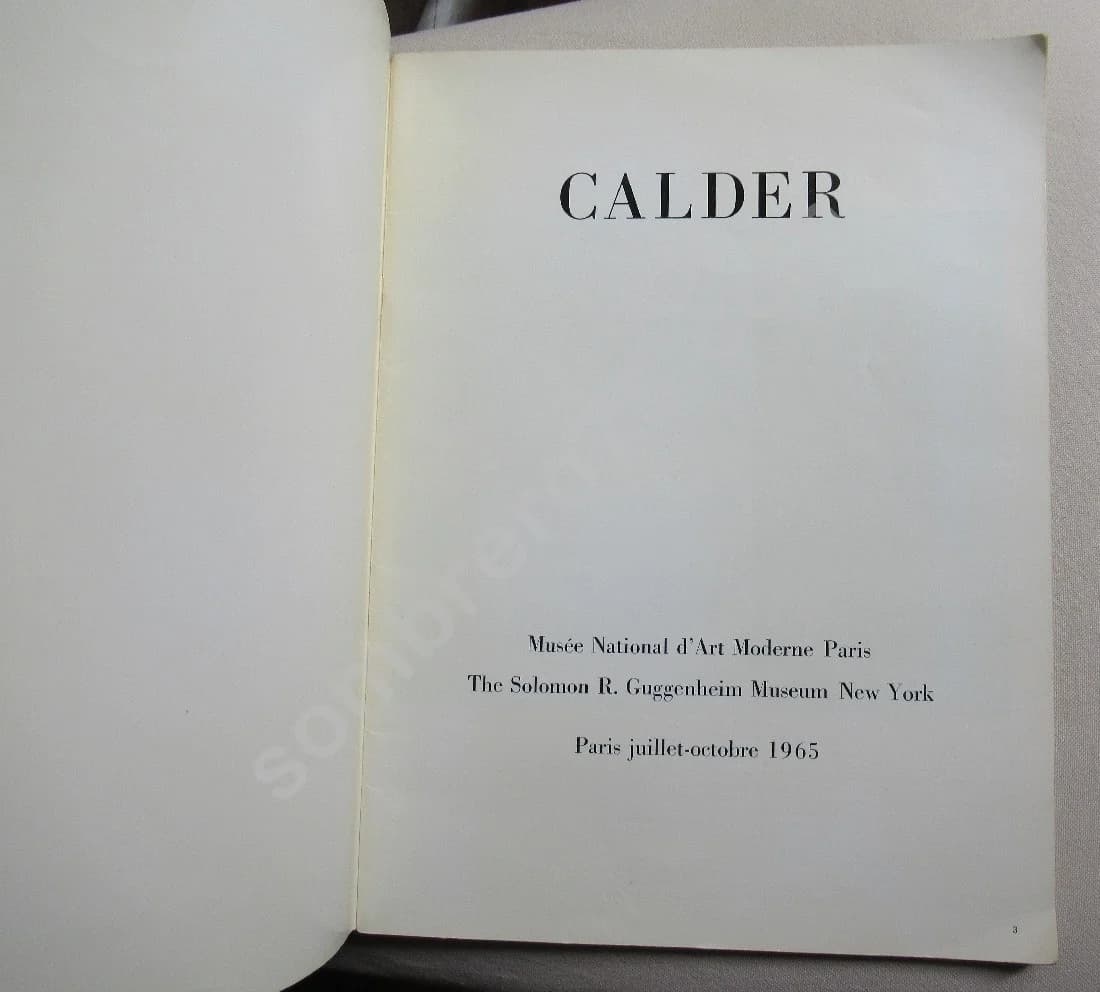 CALDER
Musée National d'Art Moderne Paris
The Solomon R. Guggenheim Museum New York
Paris juillet-octobre 1965
3